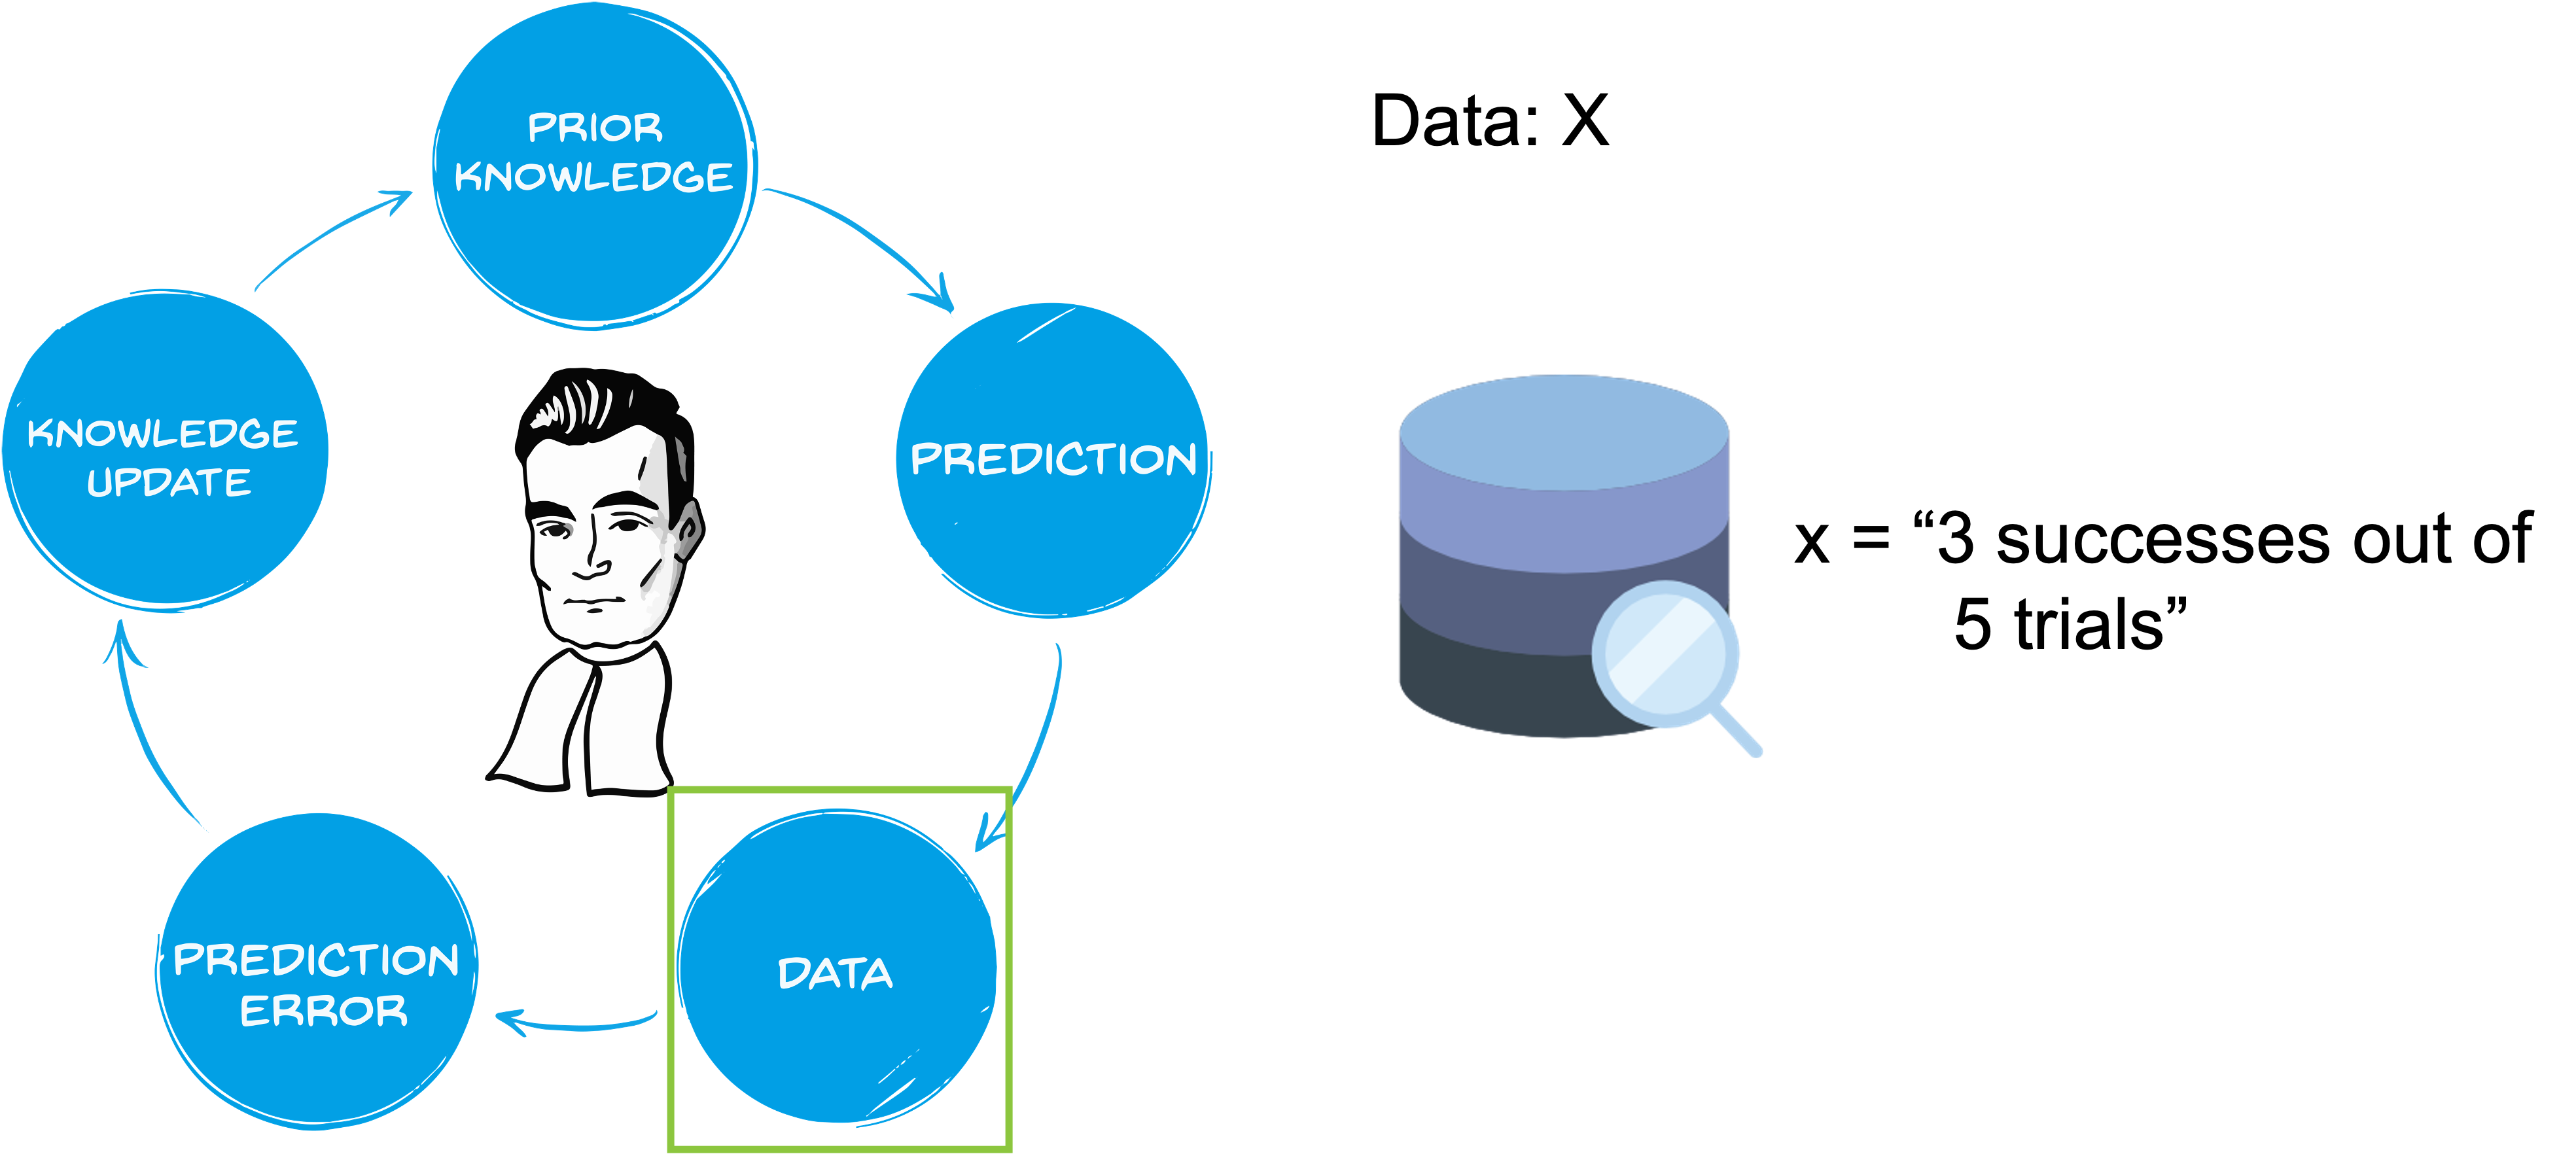 PRIOR
KNOWLEDGE
PREDICTION
DATA
PREDICTION
ERROR
KNOWLEDGE
UPDATE
Data: X
x = “3 successes out of
5 trials”